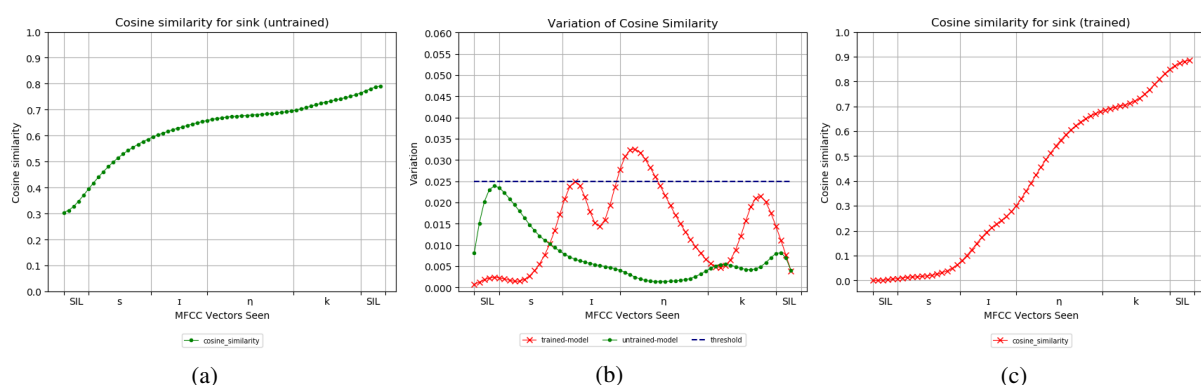 Cosine similarity for sink (untrained)
1.0
0.9
0.8
0.7
0.6
0.5
0.4
0.3
0.2
0.1
0.0
Cosine similarity
SIL s ɪ ŋ k SIL
MFCC Vectors Seen
cosine_similarity
(a)
Variation of Cosine Similarity
0.060
0.055
0.050
0.045
0.040
0.035
0.030
0.025
0.020
0.015
0.010
0.005
0.000
Variation
SIL s ɪ ŋ k SIL
MFCC Vectors Seen
trained-model untrained-model threshold
(b)
Cosine similarity for sink (trained)
1.0
0.9
0.8
0.7
0.6
0.5
0.4
0.3
0.2
0.1
0.0
Cosine similarity
SIL s ɪ ŋ k SIL
MFCC Vectors Seen
cosine_similarity
(c)